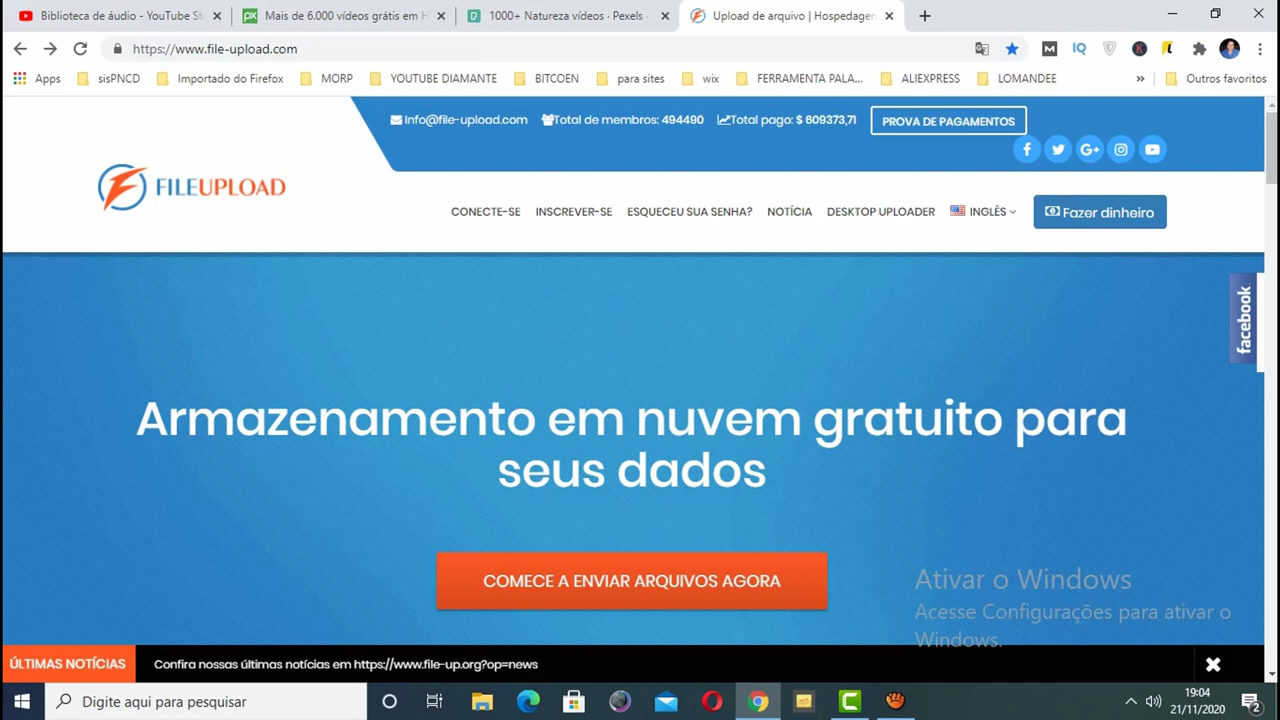 Biblioteca de áudio - YouTube St
Mais de 6.000 vídeos grátis em H
1000+ Natureza vídeos · Pexels ·
Upload de arquivo | Hospedagem
https://www.file-upload.com
Apps
sisPNCD
Importado do Firefox
MORP
YOUTUBE DIAMANTE
BITCOEN
para sites
wix
FERRAMENTA PALA...
ALIEXPRESS
LOMANDEE
Outros favoritos
Info@file-upload.com
Total de membros: 494490
Total pago: $ 609373,71
PROVA DE PAGAMENTOS
FILEUPLOAD
CONECTE-SE
INSCREVER-SE
ESQUECEU SUA SENHA?
NOTÍCIA
DESKTOP UPLOADER
INGLÊS
Fazer dinheiro
facebook
Armazenamento em nuvem gratuito para
seus dados
COMECE A ENVIAR ARQUIVOS AGORA
Ativar o Windows
Acesse Configurações para ativar o
Windows.
ÚLTIMAS NOTÍCIAS
Confira nossas últimas notícias em https://www.file-up.org?op=news
Digite aqui para pesquisar
19:04
21/11/2020
2